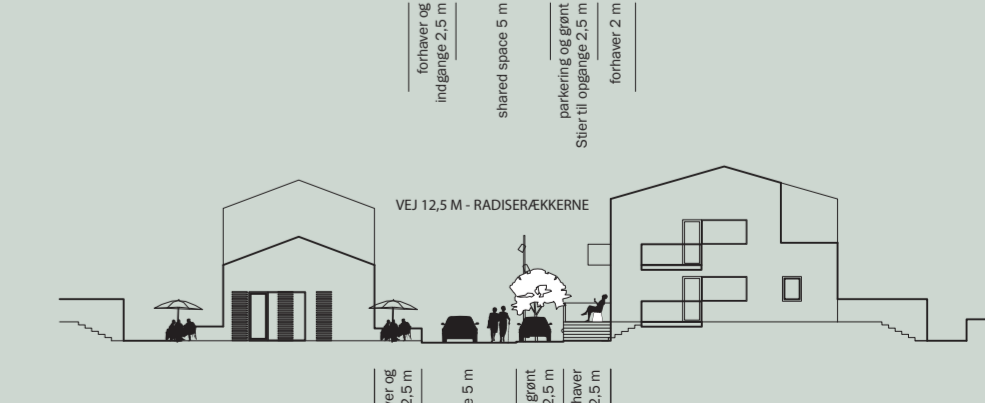 forhaver og
indgange 2,5 m
shared space 5 m
parkering og grønt
Stier til opgange 2,5 m
forhaver 2 m
VEJ 12,5 M - RADISERÆKKERNE
og
2,5 m
5 m
grønt
2,5 m
haver
2,5 m